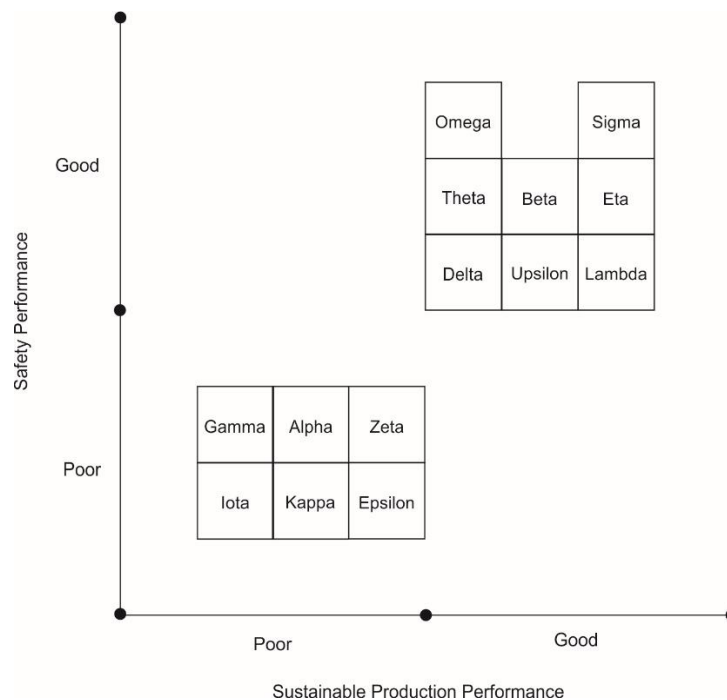 Omega Sigma
Good
Theta Beta Eta
Delta Upsilon Lambda
Safety Performance
Gamma Alpha Zeta
Poor
Iota Kappa Epsilon
Poor Good
Sustainable Production Performance